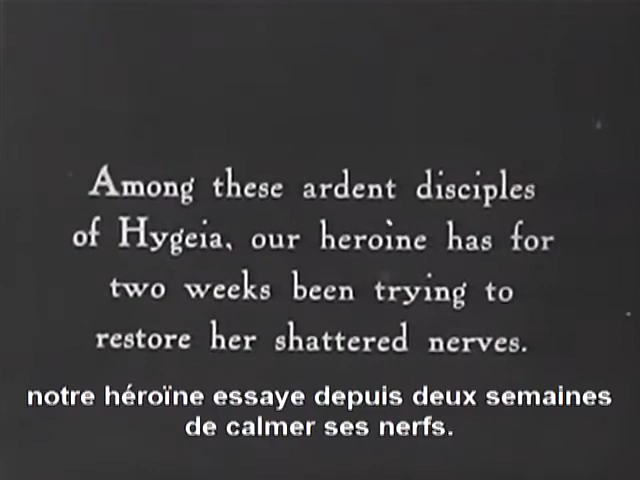 Among these ardent disciples
of Hygeia, our heroine has for
two weeks been trying to
restore her shattered nerves.
notre héroïne essaye depuis deux semaines
de calmer ses nerfs.